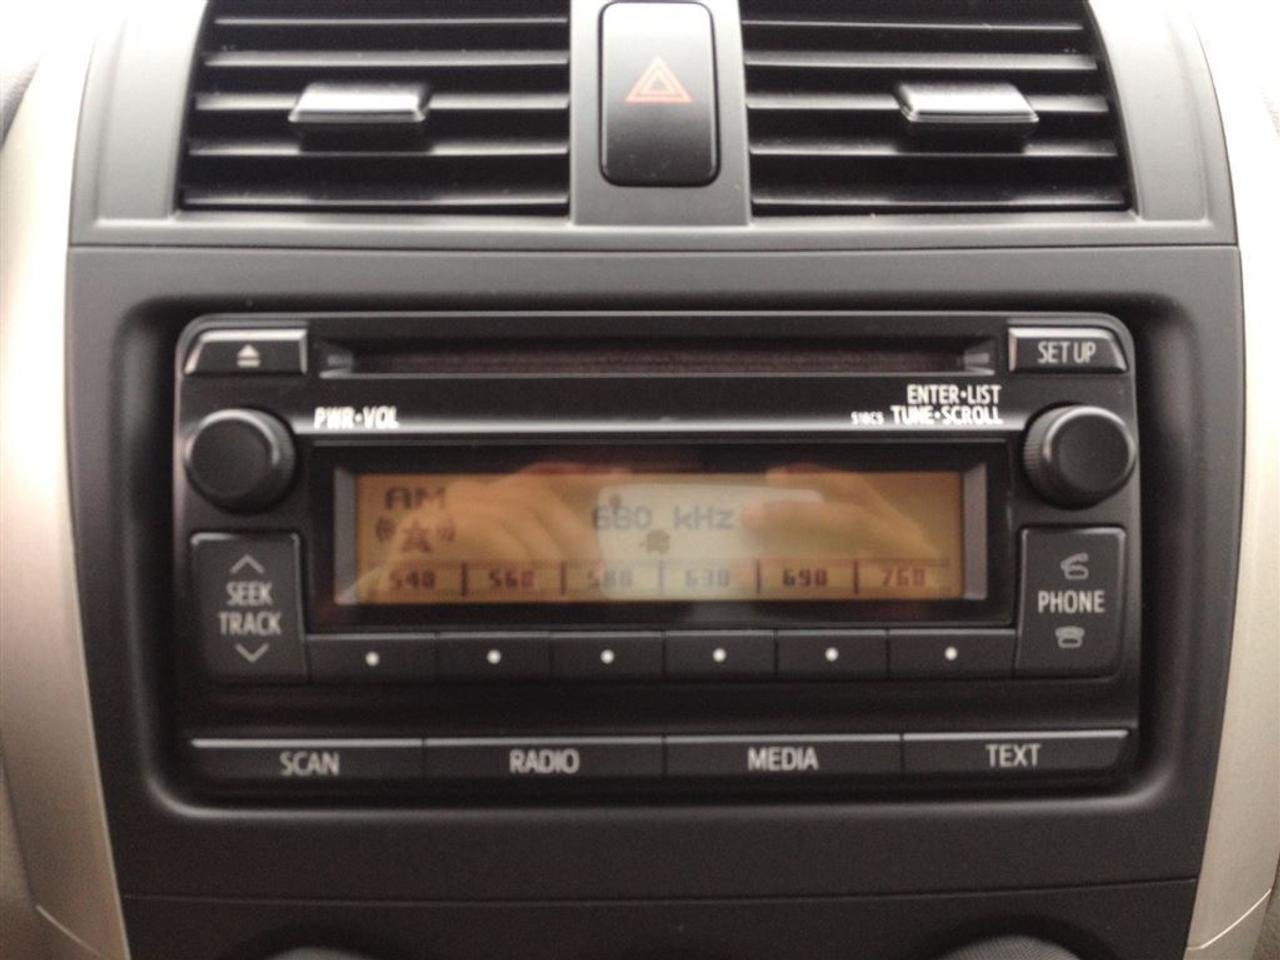 SET UP
ENTER•LIST
PWR•VOL
518CS TUNE•SCROLL
AM
680 kHz
540 560 580 630 690 760
SEEK
TRACK
PHONE
SCAN RADIO MEDIA TEXT